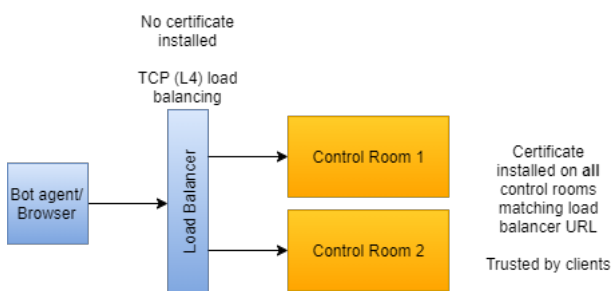 No certificate
installed
TCP (L4) load
balancing
Bot agent/
Browser
Load Balancer
Control Room 1
Control Room 2
Certificate
installed on all
control rooms
matching load
balancer URL
Trusted by clients